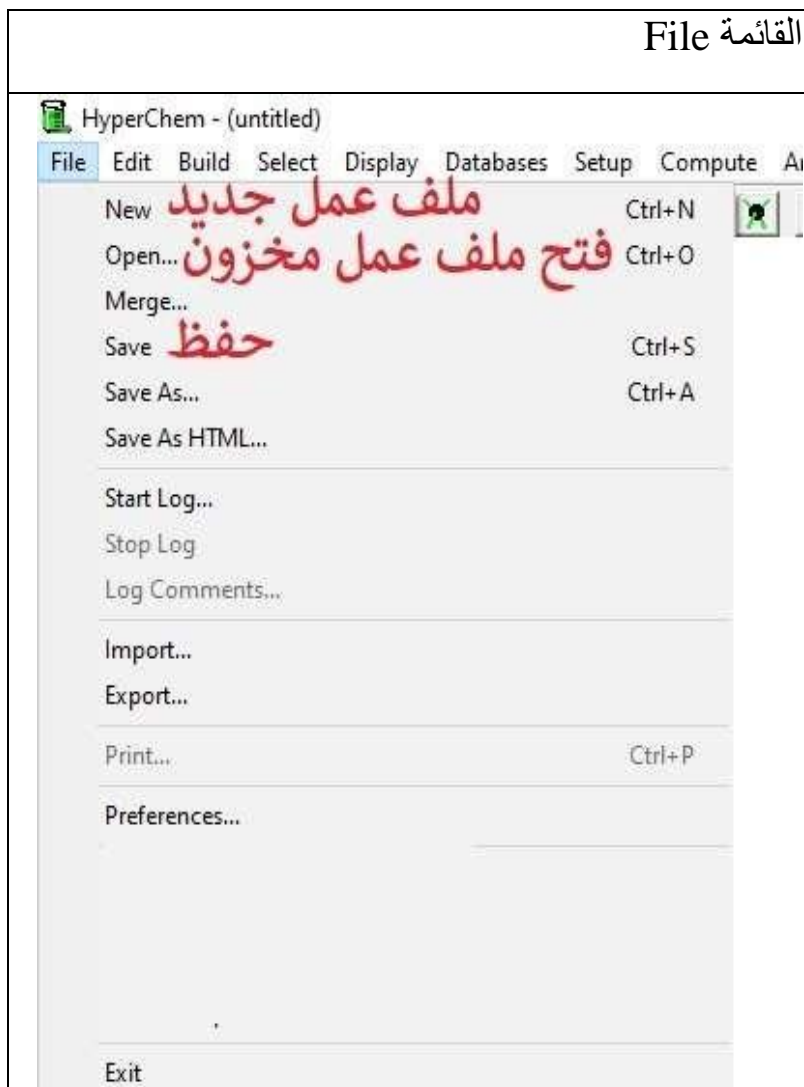 القائمة File
HyperChem - (untitled)
File Edit Build Select Display Databases Setup Compute
New ملف عمل جديد Ctrl+N
Open... فتح ملف عمل مخزون Ctrl+O
Merge...
Save حفظ Ctrl+S
Save As... Ctrl+A
Save As HTML...
Start Log...
Stop Log
Log Comments...
Import...
Export...
Print... Ctrl+P
Preferences...
Exit